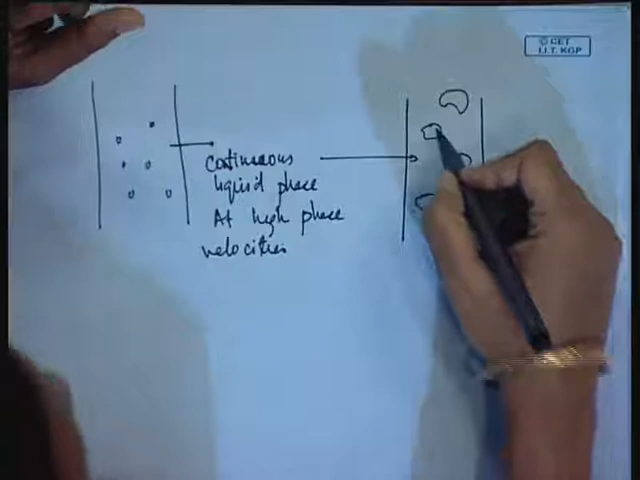 © CET
I.I.T. KGP
continuous
liquid phase
At high phase
velocities